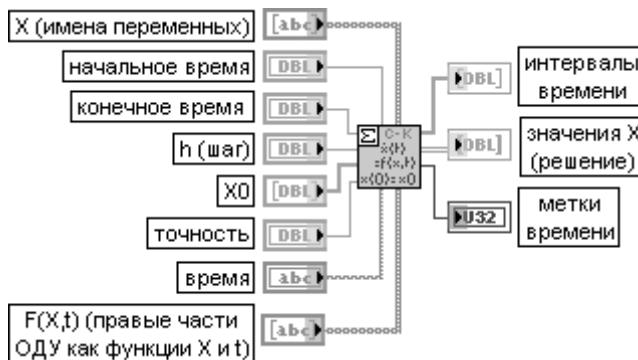 X (имена переменных)
[abc]
начальное время
DBL
конечное время
DBL
h (шаг)
DBL
X0
[DBL]
точность
DBL
время
abc
F(X,t) (правые части
ОДУ как функции X и t)
[abc]
Σ C-K
ẋ(t)
=f(x,t)
x(0)=x0
[DBL]
интервалы
времени
[DBL]
значения X
(решение)
U32
метки
времени